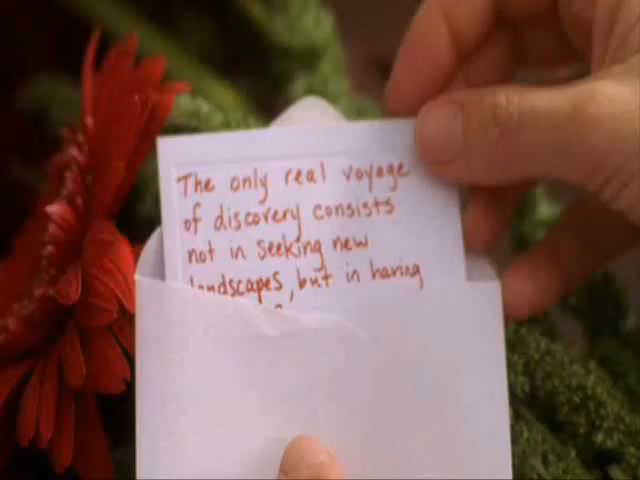 The only real voyage
of discovery consists
not in seeking new
landscapes, but in having